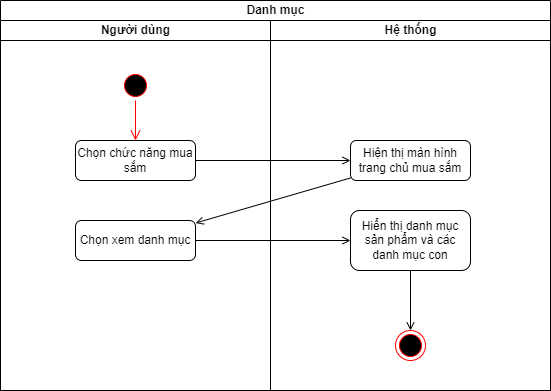 Danh mục
Người dùng
Hệ thống
Chọn chức năng mua
sắm
Hiện thị màn hình
trang chủ mua sắm
Chọn xem danh mục
Hiển thị danh mục
sản phẩm và các
danh mục con